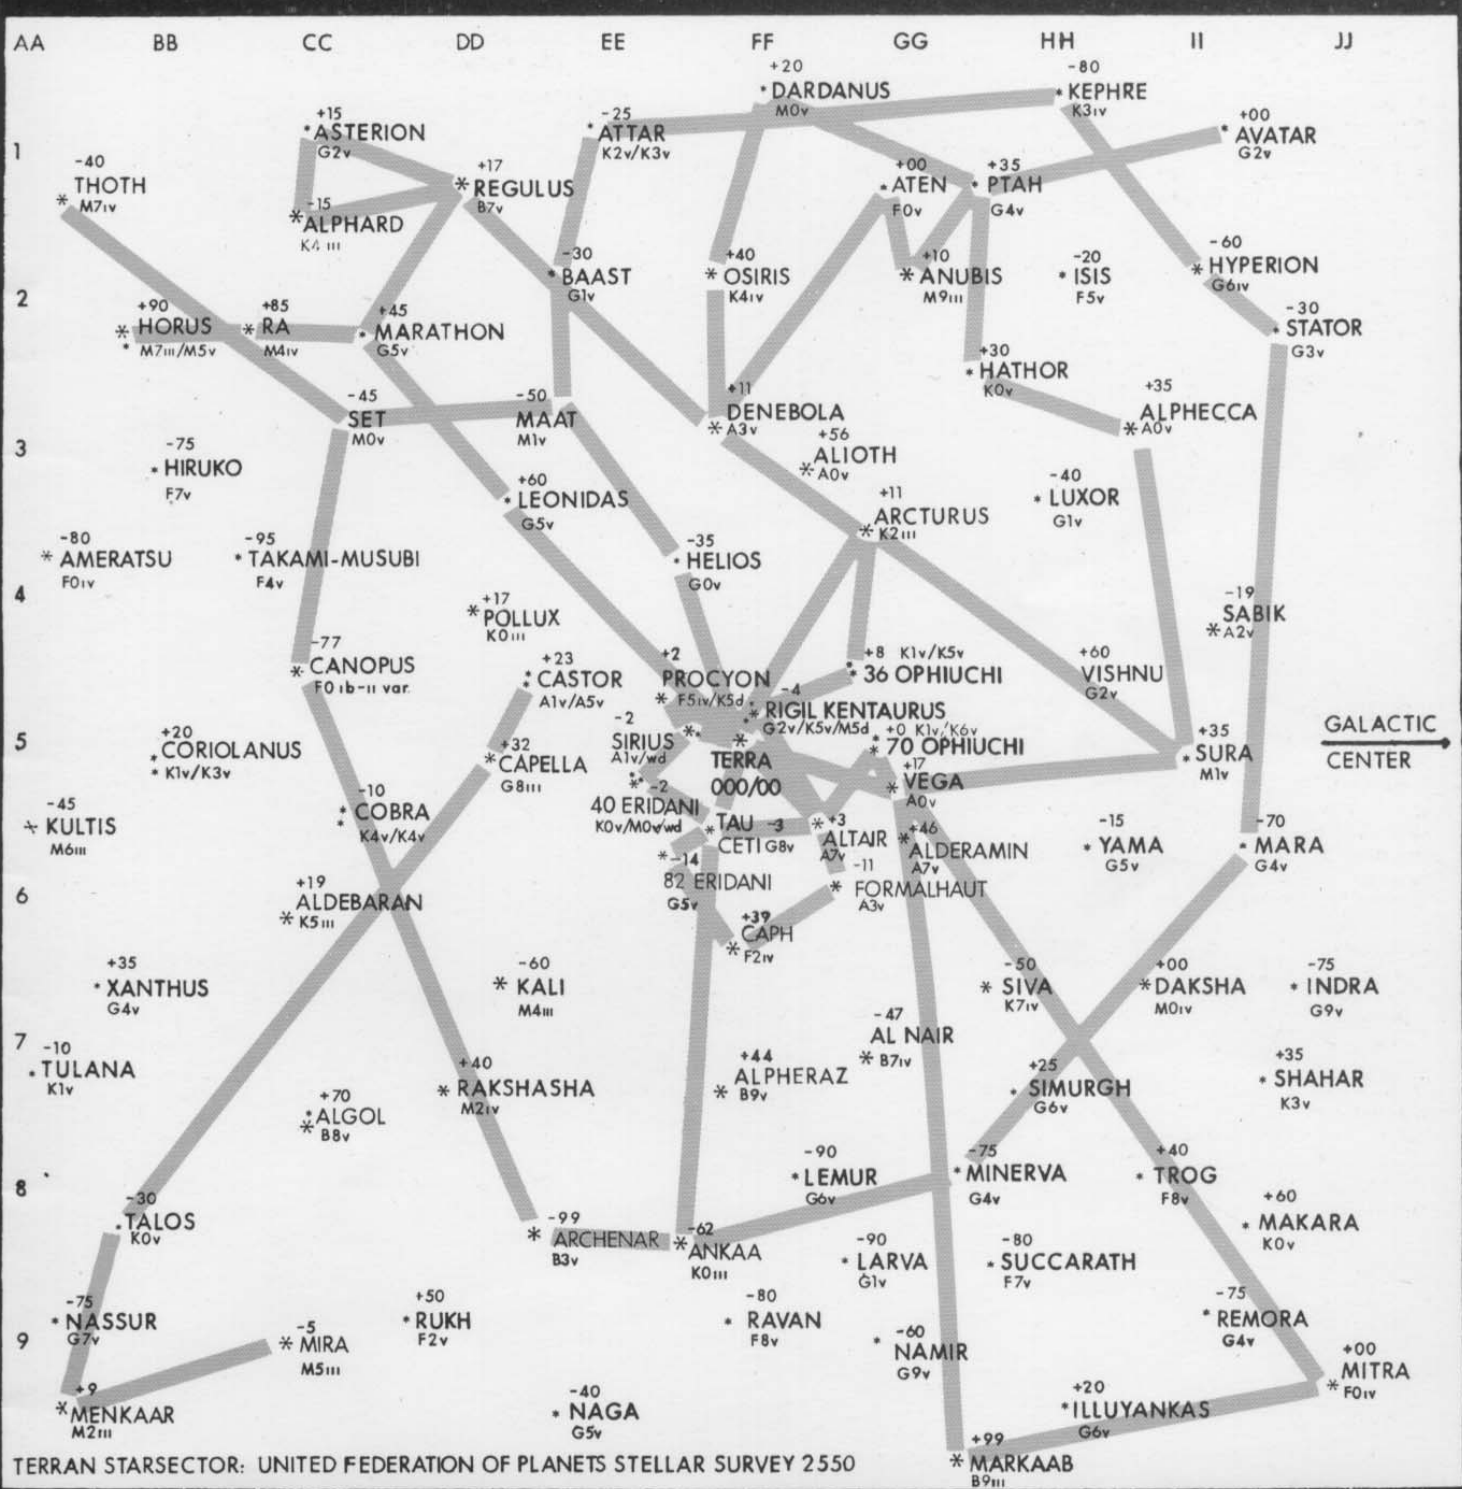 AA BB CC DD EE FF GG HH II JJ
+20
DARDANUS
M0v
-80
KEPHRE
K3iv
+15
ASTERION
G2v
-25
ATTAR
K2v/K3v
+00
AVATAR
G2v
1
-40
THOTH
M7iv
+17
REGULUS
B7v
+00
ATEN
F0v
+35
PTAH
G4v
-15
ALPHARD
K4iii
-30
BAAST
G1v
+40
OSIRIS
K4iv
+10
ANUBIS
M9iii
-20
ISIS
F5v
-60
HYPERION
G6iv
2
+90
HORUS
M7iii/M5v
+85
RA
M4iv
+45
MARATHON
G5v
-30
STATOR
G3v
+30
HATHOR
K0v
-45
SET
M0v
-50
MAAT
M1v
+11
DENEBOLA
A3v
+35
ALPHECCA
A0v
3
-75
HIRUKO
F7v
+56
ALIOTH
A0v
+60
LEONIDAS
G5v
+11
ARCTURUS
K2iii
-40
LUXOR
G1v
-80
AMERATSU
F0iv
-95
TAKAMI-MUSUBI
F4v
-35
HELIOS
G0v
4
+17
POLLUX
K0iii
-19
SABIK
A2v
-77
CANOPUS
F0ib-ii var.
+23
CASTOR
A1v/A5v
+2
PROCYON
F5iv/K5d
+8 K1v/K5v
36 OPHIUCHI
+60
VISHNU
G2v
-4
RIGIL KENTAURUS
G2v/K5v/M5d
5
+20
CORIOLANUS
K1v/K3v
+32
CAPELLA
G8iii
-2
SIRIUS
A1v/wd
TERRA
000/00
+0 K1v/K6v
70 OPHIUCHI
+35
SURA
M1v
GALACTIC
CENTER
+17
VEGA
A0v
-45
KULTIS
M6iii
-10
COBRA
K4v/K4v
-2
40 ERIDANI
K0v/M0v/wd
TAU -3
CETI G8v
+3
ALTAIR
A7v
+46
ALDERAMIN
A7v
-15
YAMA
G5v
-70
MARA
G4v
6
+19
ALDEBARAN
K5iii
-14
82 ERIDANI
G5v
-11
FORMALHAUT
A3v
+39
CAPH
F2iv
+35
XANTHUS
G4v
-60
KALI
M4iii
-50
SIVA
K7iv
+00
DAKSHA
M0iv
-75
INDRA
G9v
7
-10
TULANA
K1v
-47
AL NAIR
B7iv
+70
ALGOL
B8v
+40
RAKSHASHA
M2iv
+44
ALPHERAZ
B9v
+25
SIMURGH
G6v
+35
SHAHAR
K3v
8
-90
LEMUR
G6v
-75
MINERVA
G4v
+40
TROG
F8v
-30
TALOS
K0v
-99
ARCHENAR
B3v
-62
ANKAA
K0iii
-90
LARVA
G1v
-80
SUCCARATH
F7v
+60
MAKARA
K0v
9
-75
NASSUR
G7v
-5
MIRA
M5iii
+50
RUKH
F2v
-80
RAVAN
F8v
-60
NAMIR
G9v
-75
REMORA
G4v
+00
MITRA
F0iv
+9
MENKAAR
M2iii
-40
NAGA
G5v
+20
ILLUYANKAS
G6v
+99
MARKAAB
B9iii
TERRAN STARSECTOR: UNITED FEDERATION OF PLANETS STELLAR SURVEY 2550